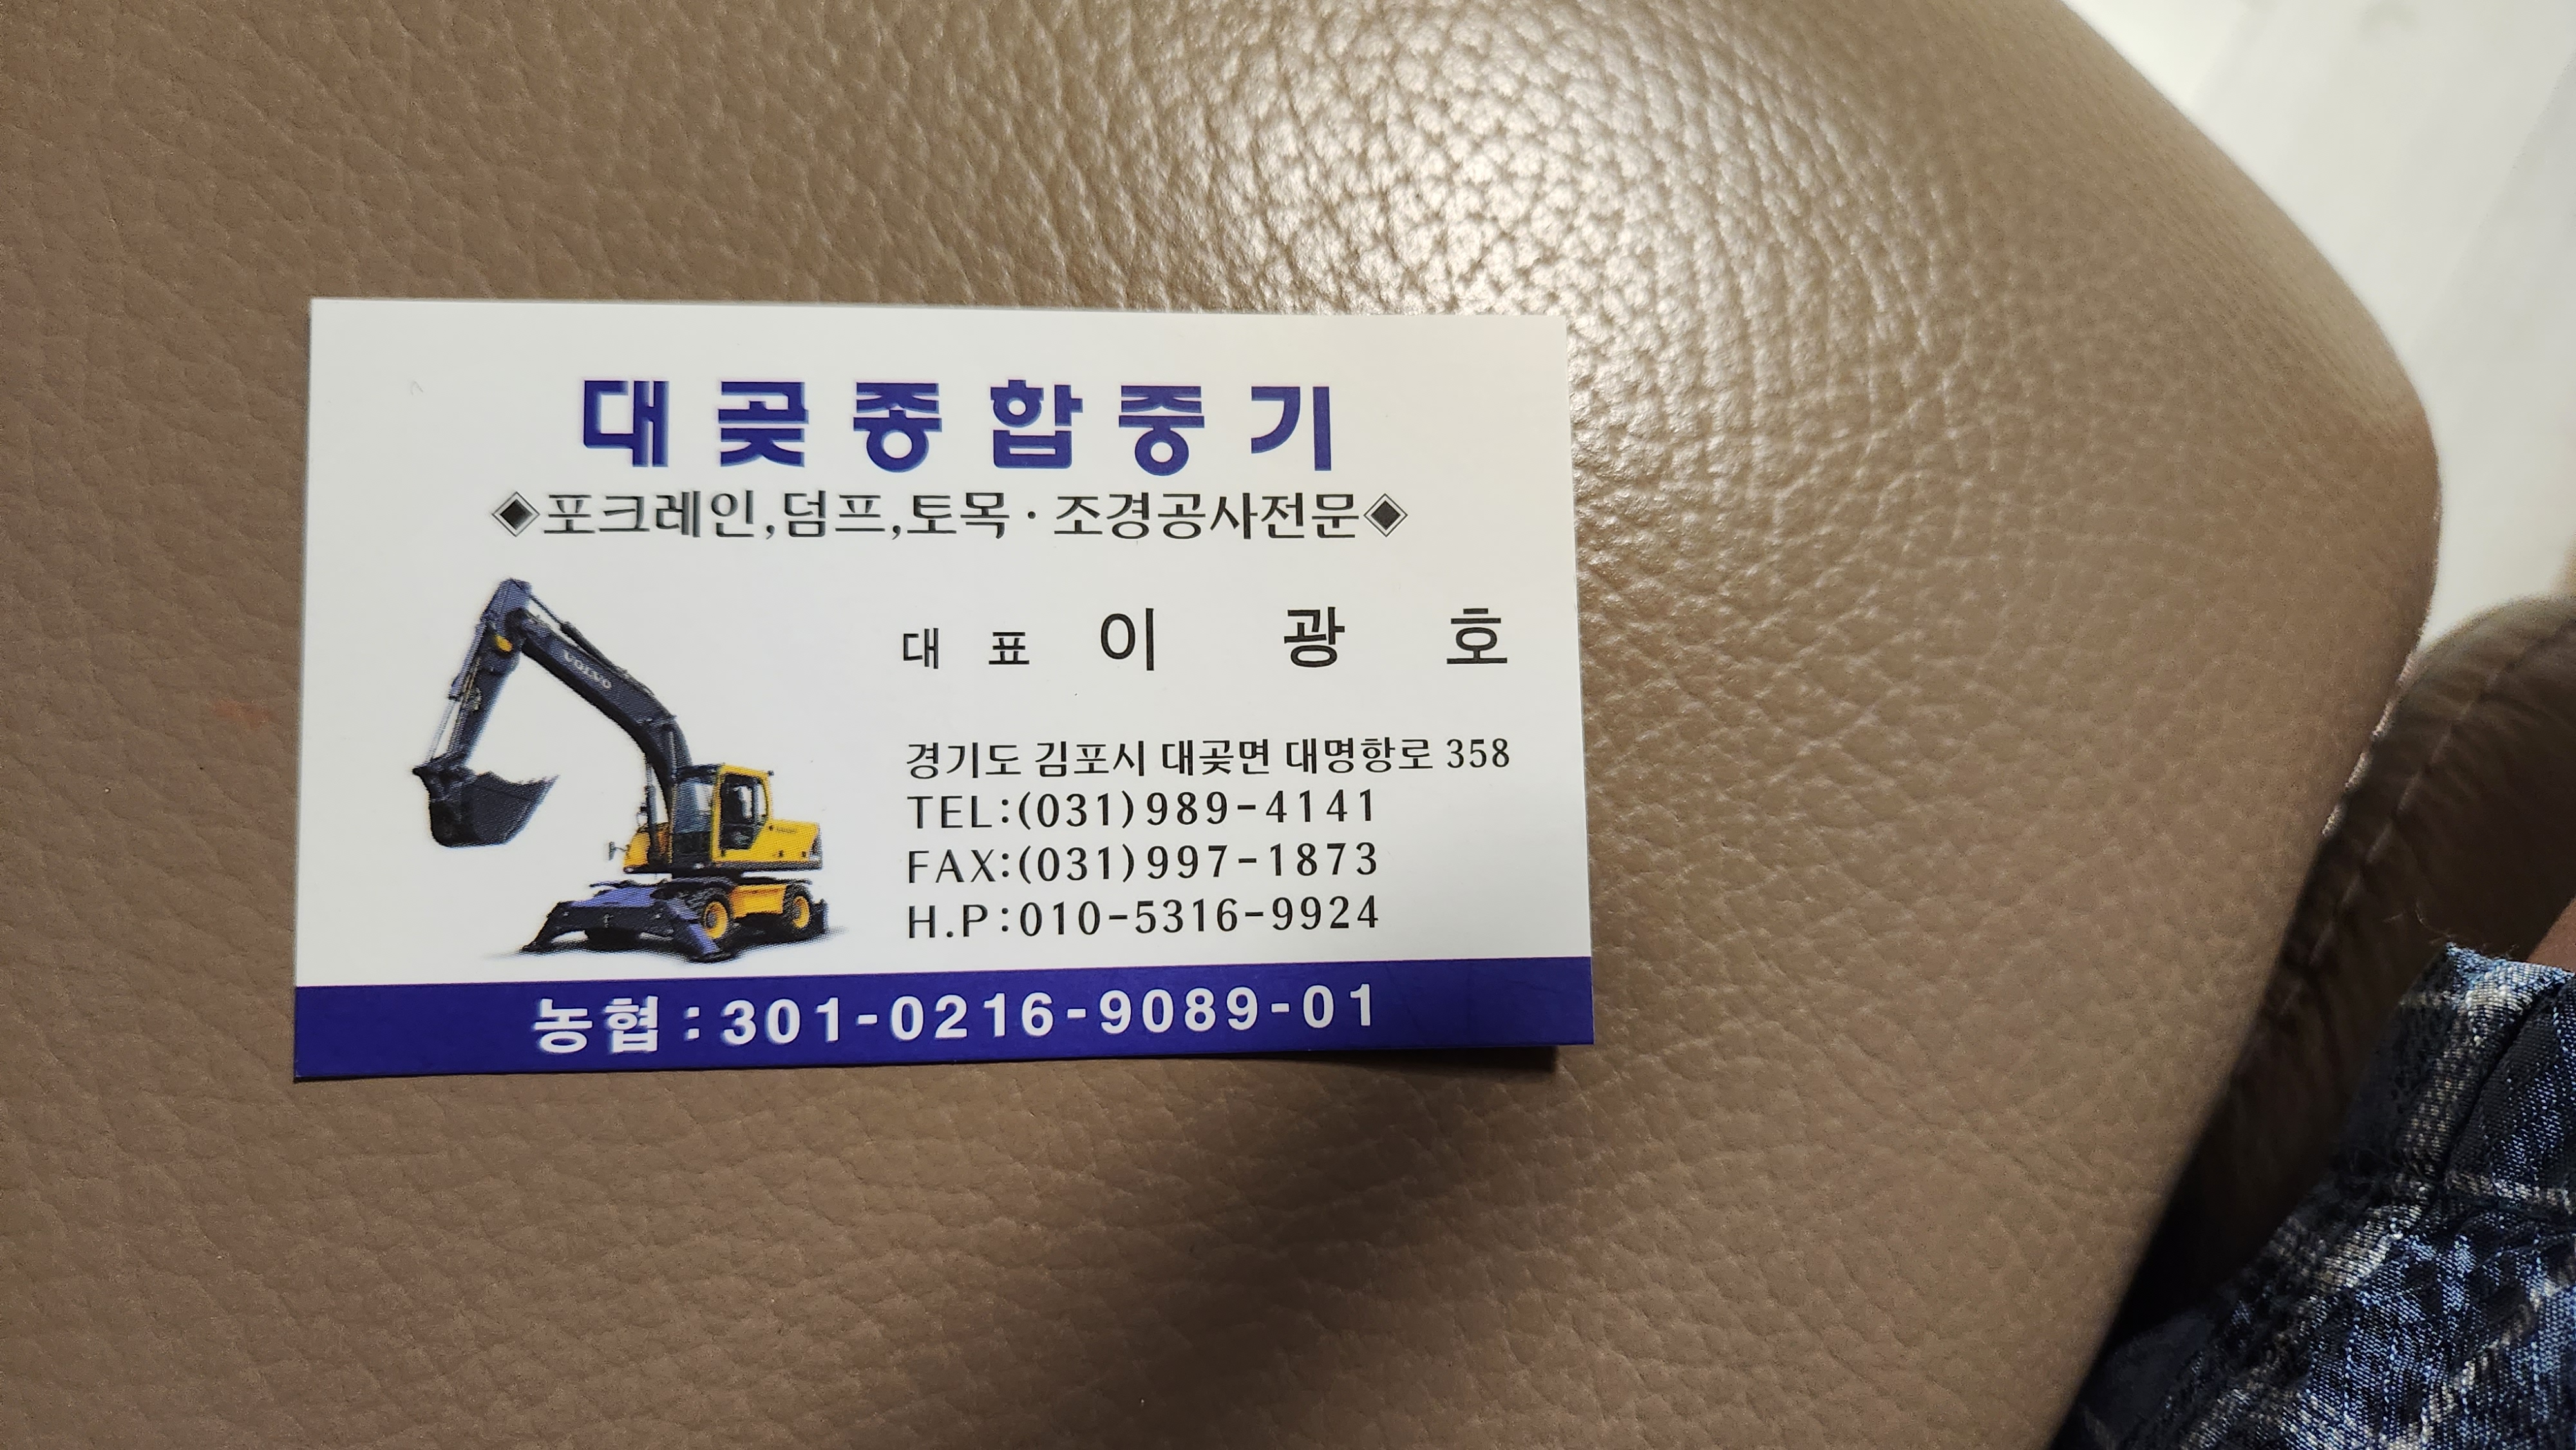 대곶종합중기
◈포크레인,덤프,토목·조경공사전문◈
VOLVO
대 표 이 광 호
경기도 김포시 대곶면 대명항로 358
TEL:(031)989-4141
FAX:(031)997-1873
H.P:010-5316-9924
농협:301-0216-9089-01